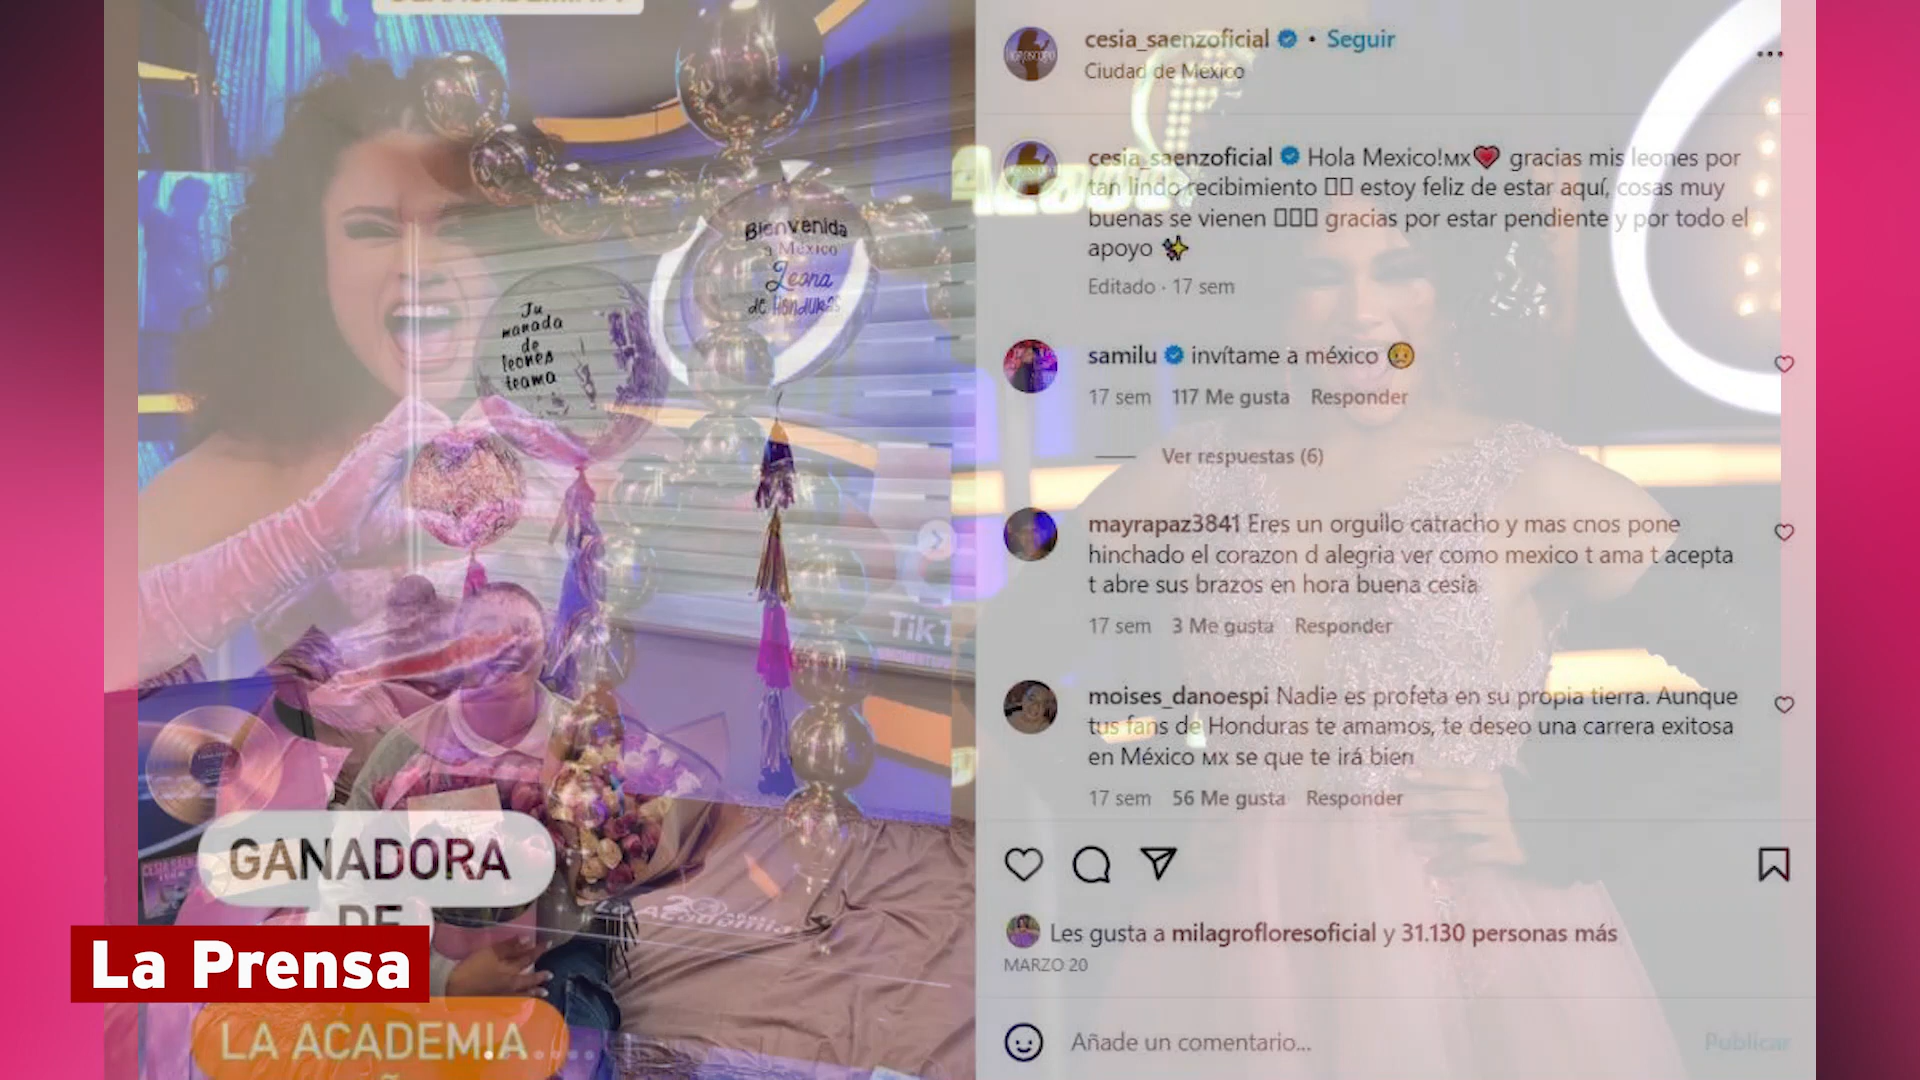 cesia_saenzoficial • Seguir
Ciudad de Mexico
cesia_saenzoficial Hola Mexico!MX gracias mis leones por
tan lindo recibimiento estoy feliz de estar aquí, cosas muy
buenas se vienen gracias por estar pendiente y por todo el
apoyo
Editado · 17 sem
samilu invítame a méxico
17 sem 117 Me gusta Responder
Ver respuestas (6)
mayrapaz3841 Eres un orgullo catracho y mas cnos pone
hinchado el corazon d alegria ver como mexico t ama t acepta
t abre sus brazos en hora buena cesia
17 sem 3 Me gusta Responder
moises_danoespi Nadie es profeta en su propia tierra. Aunque
tus fans de Honduras te amamos, te deseo una carrera exitosa
en México MX se que te irá bien
17 sem 56 Me gusta Responder
Les gusta a milagrofloresoficial y 31.130 personas más
MARZO 20
Añade un comentario...
Publicar
Bienvenida
a México
Leona
de Honduras
Tu
manada
de
leones
teama
TikT
GANADORA
DE
La Prensa
LA ACADEMIA
La Academia